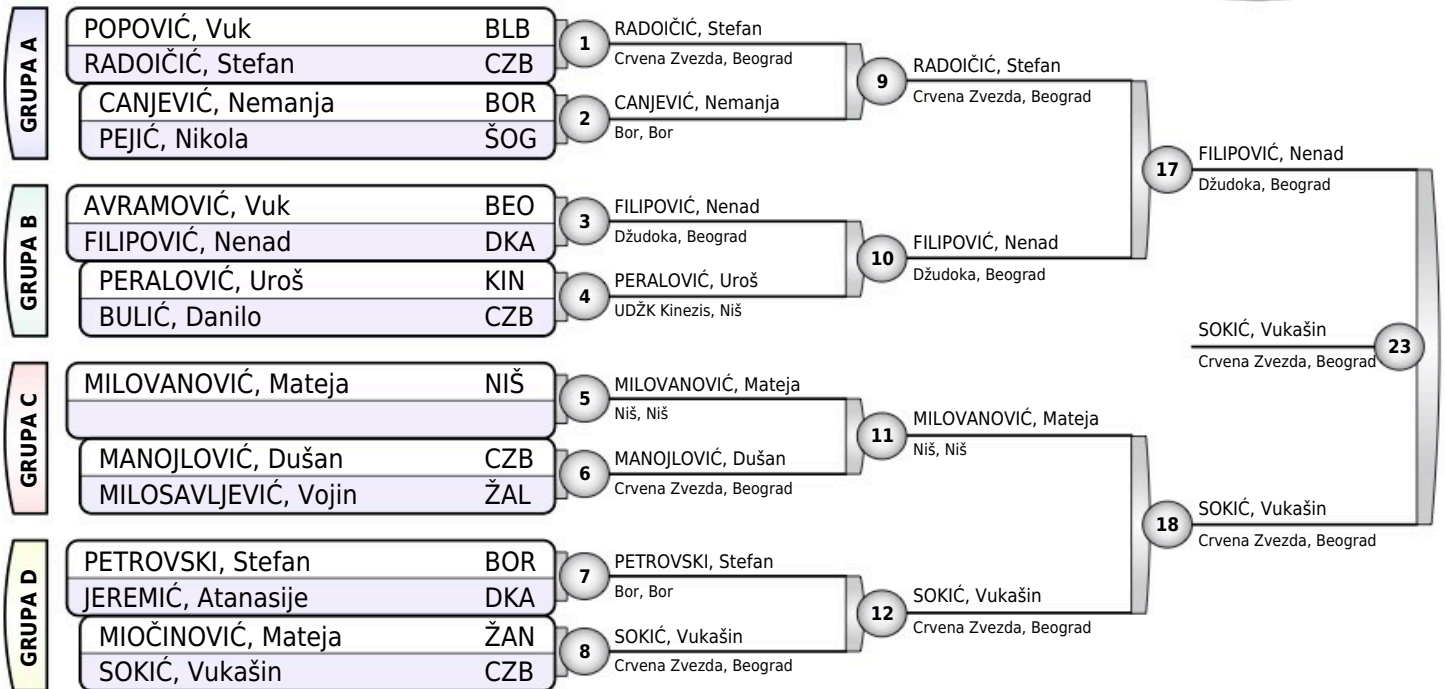 GRUPA A
POPOVIĆ, Vuk BLB
RADOIČIĆ, Stefan CZB
CANJEVIĆ, Nemanja BOR
PEJIĆ, Nikola ŠOG
GRUPA B
AVRAMOVIĆ, Vuk BEO
FILIPOVIĆ, Nenad DKA
PERALOVIĆ, Uroš KIN
BULIĆ, Danilo CZB
GRUPA C
MILOVANOVIĆ, Mateja NIŠ
MANOJLOVIĆ, Dušan CZB
MILOSAVLJEVIĆ, Vojin ŽAL
GRUPA D
PETROVSKI, Stefan BOR
JEREMIĆ, Atanasije DKA
MIOČINOVIĆ, Mateja ŽAN
SOKIĆ, Vukašin CZB
1 RADOIČIĆ, Stefan
Crvena Zvezda, Beograd
2 CANJEVIĆ, Nemanja
Bor, Bor
3 FILIPOVIĆ, Nenad
Džudoka, Beograd
4 PERALOVIĆ, Uroš
UDŽK Kinezis, Niš
5 MILOVANOVIĆ, Mateja
Niš, Niš
6 MANOJLOVIĆ, Dušan
Crvena Zvezda, Beograd
7 PETROVSKI, Stefan
Bor, Bor
8 SOKIĆ, Vukašin
Crvena Zvezda, Beograd
9 RADOIČIĆ, Stefan
Crvena Zvezda, Beograd
10 FILIPOVIĆ, Nenad
Džudoka, Beograd
11 MILOVANOVIĆ, Mateja
Niš, Niš
12 SOKIĆ, Vukašin
Crvena Zvezda, Beograd
17 FILIPOVIĆ, Nenad
Džudoka, Beograd
18 SOKIĆ, Vukašin
Crvena Zvezda, Beograd
SOKIĆ, Vukašin 23
Crvena Zvezda, Beograd